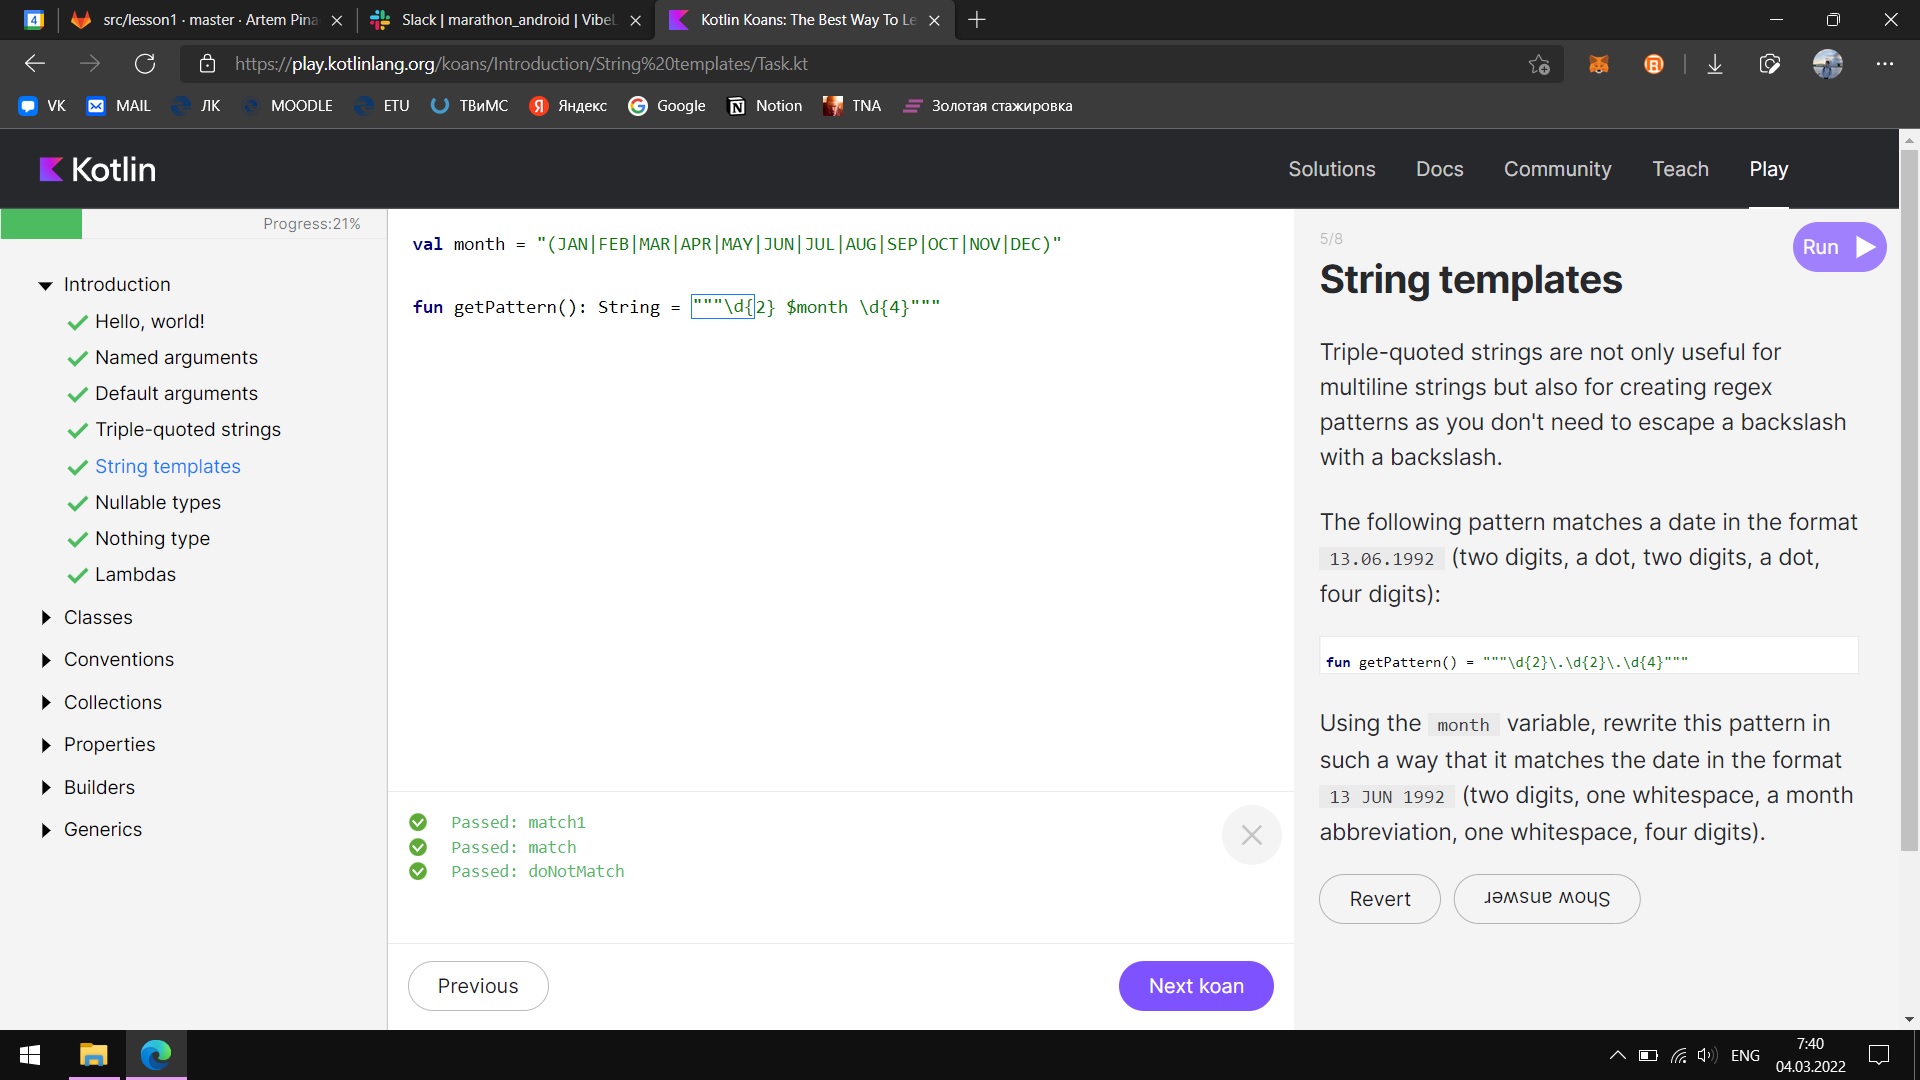 4
src/lesson1 · master · Artem Pina
Slack | marathon_android | VibeL
Kotlin Koans: The Best Way To Le
https://play.kotlinlang.org/koans/Introduction/String%20templates/Task.kt
VK
MAIL
ЛК
MOODLE
ETU
ТВиМС
Яндекс
Google
Notion
TNA
Золотая стажировка
Kotlin
Solutions
Docs
Community
Teach
Play
Progress:21%
Introduction
Hello, world!
Named arguments
Default arguments
Triple-quoted strings
String templates
Nullable types
Nothing type
Lambdas
Classes
Conventions
Collections
Properties
Builders
Generics
val month = "(JAN|FEB|MAR|APR|MAY|JUN|JUL|AUG|SEP|OCT|NOV|DEC)"
fun getPattern(): String = """\d{2} $month \d{4}"""
Passed: match1
Passed: match
Passed: doNotMatch
Previous
Next koan
5/8
Run
String templates
Triple-quoted strings are not only useful for
multiline strings but also for creating regex
patterns as you don't need to escape a backslash
with a backslash.
The following pattern matches a date in the format
13.06.1992 (two digits, a dot, two digits, a dot,
four digits):
fun getPattern() = """\d{2}\.\d{2}\.\d{4}"""
Using the month variable, rewrite this pattern in
such a way that it matches the date in the format
13 JUN 1992 (two digits, one whitespace, a month
abbreviation, one whitespace, four digits).
Revert
Show answer
ENG
7:40
04.03.2022